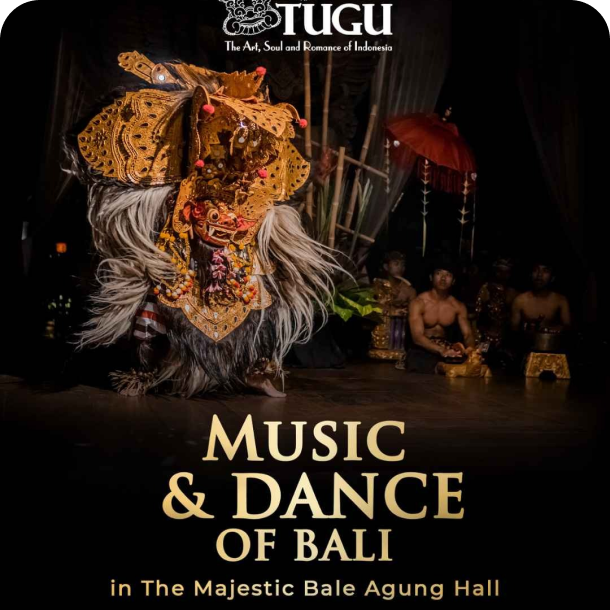 TUGU
The Art, Soul and Romance of Indonesia
MUSIC
& DANCE
OF BALI
in The Majestic Bale Agung Hall